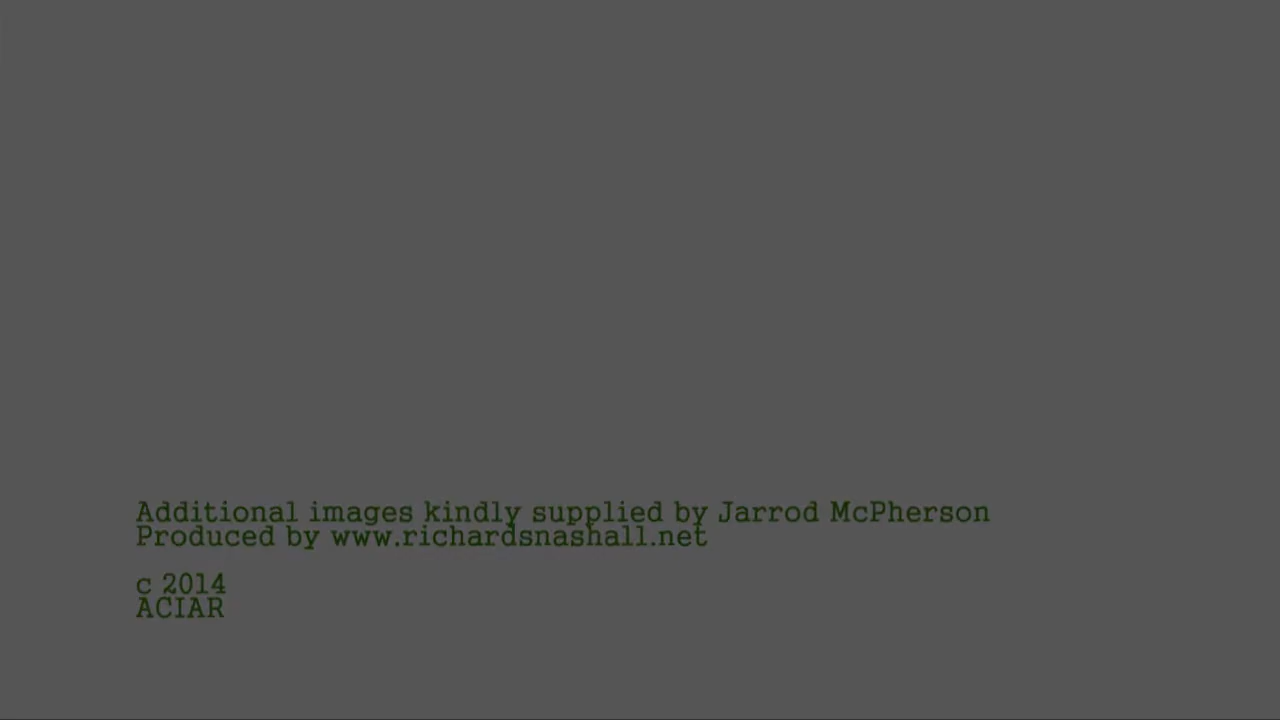 Additional images kindly supplied by Jarrod McPherson
Produced by www.richardsnashall.net
c 2014
ACIAR